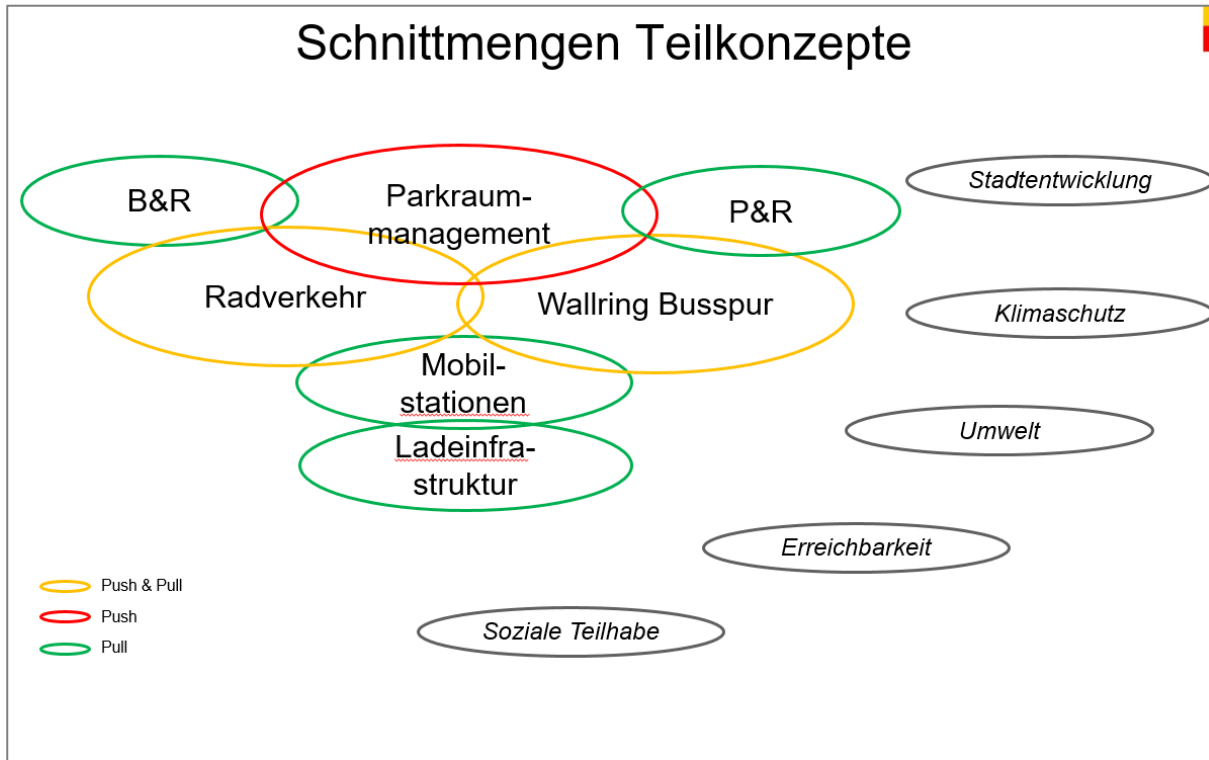 Schnittmengen Teilkonzepte
B&R
Parkraum-
management
P&R
Stadtentwicklung
Radverkehr
Wallring Busspur
Klimaschutz
Mobil-
stationen
Umwelt
Ladeinfra-
struktur
Erreichbarkeit
Push & Pull
Push
Soziale Teilhabe
Pull